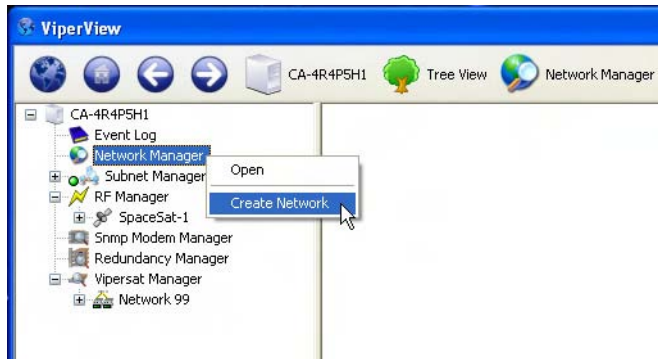 ViperView
CA-4R4P5H1 Tree View Network Manager
CA-4R4P5H1
Event Log
Network Manager
Open
Subnet Manager
Create Network
RF Manager
SpaceSat-1
Snmp Modem Manager
Redundancy Manager
Vipersat Manager
Network 99